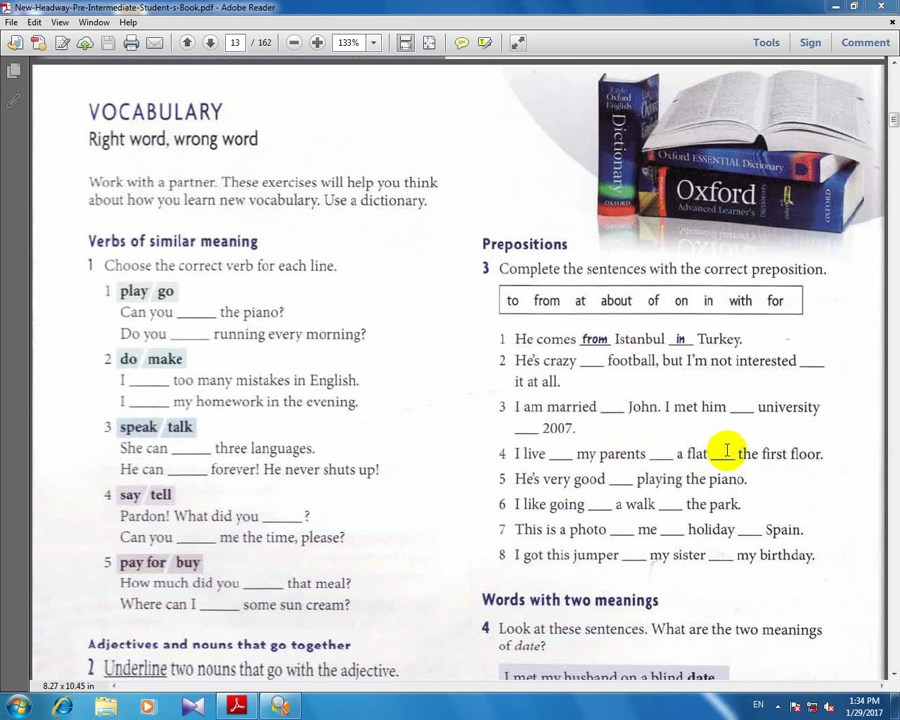 New-Headway-Pre-Intermediate-Student-s-Book.pdf - Adobe Reader
File Edit View Window Help
13 / 162 133% Tools Sign Comment
VOCABULARY
Right word, wrong word
Work with a partner. These exercises will help you think
about how you learn new vocabulary. Use a dictionary.
Verbs of similar meaning
1 Choose the correct verb for each line.
1 play / go
Can you _____ the piano?
Do you _____ running every morning?
2 do / make
I _____ too many mistakes in English.
I _____ my homework in the evening.
3 speak / talk
She can _____ three languages.
He can _____ forever! He never shuts up!
4 say / tell
Pardon! What did you _____ ?
Can you _____ me the time, please?
5 pay for / buy
How much did you _____ that meal?
Where can I _____ some sun cream?
Adjectives and nouns that go together
2 Underline two nouns that go with the adjective.
Little Oxford English Dictionary
OXFORD
Oxford ESSENTIAL Dictionary
Oxford
Advanced Learner's
OXFORD
Prepositions
3 Complete the sentences with the correct preposition.
to from at about of on in with for
1 He comes from Istanbul in Turkey.
2 He's crazy ___ football, but I'm not interested ___
it at all.
3 I am married ___ John. I met him ___ university
___ 2007.
4 I live ___ my parents ___ a flat ___ the first floor.
5 He's very good ___ playing the piano.
6 I like going ___ a walk ___ the park.
7 This is a photo ___ me ___ holiday ___ Spain.
8 I got this jumper ___ my sister ___ my birthday.
Words with two meanings
4 Look at these sentences. What are the two meanings
of date?
I met my husband on a blind date.
8.27 x 10.45 in
EN 1:34 PM
1/29/2017